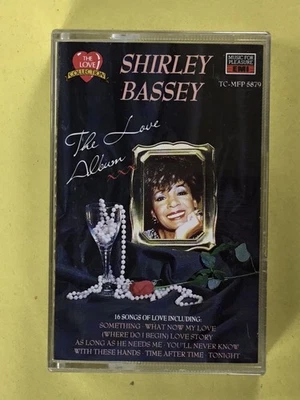 THE LOVE
COLLECTION
SHIRLEY
BASSEY
MUSIC FOR
PLEASURE
EMI
TC-MFP 5879
The Love
Album
16 SONGS OF LOVE INCLUDING:
SOMETHING · WHAT NOW MY LOVE
(WHERE DO I BEGIN) LOVE STORY
AS LONG AS HE NEEDS ME · YOU'LL NEVER KNOW
WITH THESE HANDS · TIME AFTER TIME · TONIGHT